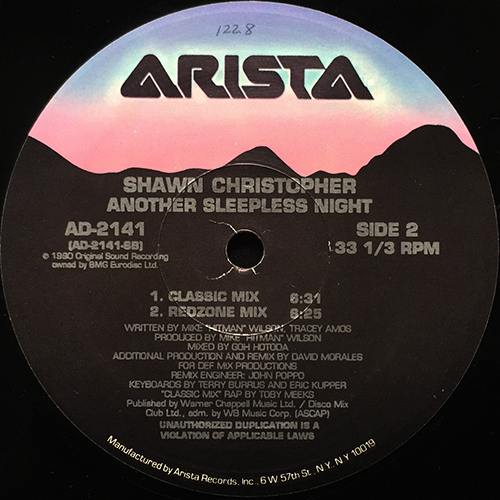 1228
ARISTA
SHAWN CHRISTOPHER
ANOTHER SLEEPLESS NIGHT
AD-2141
SIDE 2
(AD-2141-SB)
33 1/3 RPM
℗ 1990 Original Sound Recording
owned by BMG Eurodisc Ltd.
1. CLASSIC MIX 6:31
2. REDZONE MIX 6:25
WRITTEN BY MIKE "HITMAN" WILSON, TRACEY AMOS
PRODUCED BY MIKE "HITMAN" WILSON
MIXED BY GOH HOTODA
ADDITIONAL PRODUCTION AND REMIX BY DAVID MORALES
FOR DEF MIX PRODUCTIONS
REMIX ENGINEER: JOHN POPPO
KEYBOARDS BY TERRY BURRUS AND ERIC KUPPER
"CLASSIC MIX" RAP BY TOBY MEEKS
Published by Warner Chappell Music Ltd. / Disco Mix
Club Ltd., adm. by WB Music Corp. (ASCAP)
UNAUTHORIZED DUPLICATION IS A
VIOLATION OF APPLICABLE LAWS
Manufactured by Arista Records, Inc., 6 W 57th St., N.Y. N.Y 10019